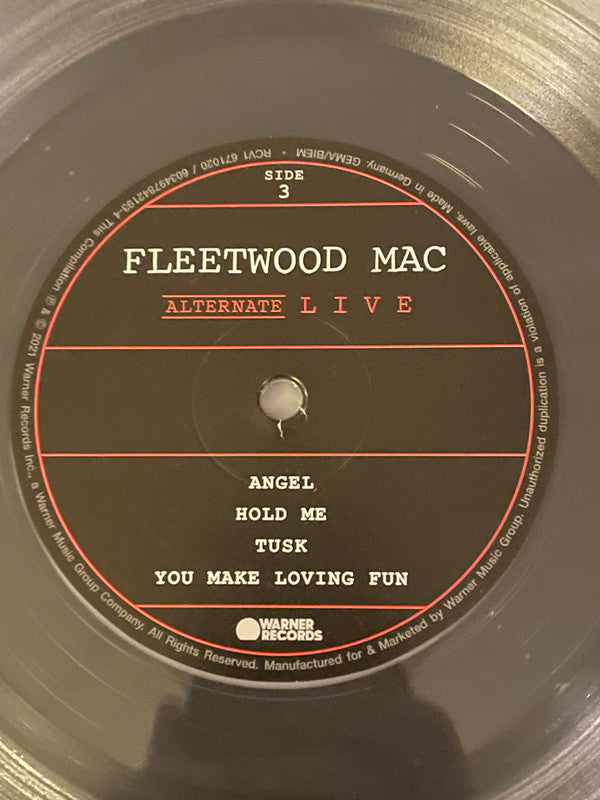 SIDE
3
FLEETWOOD MAC
ALTERNATE LIVE
ANGEL
HOLD ME
TUSK
YOU MAKE LOVING FUN
WARNER
RECORDS
RCV1 671020 / 603497842193-4 This Compilation ℗ & © 2021 Warner Records Inc., a Warner Music Group Company. All Rights Reserved. Manufactured for & Marketed by Warner Music Group. Unauthorized duplication is a violation of applicable laws. Made in Germany. GEMA/BIEM •